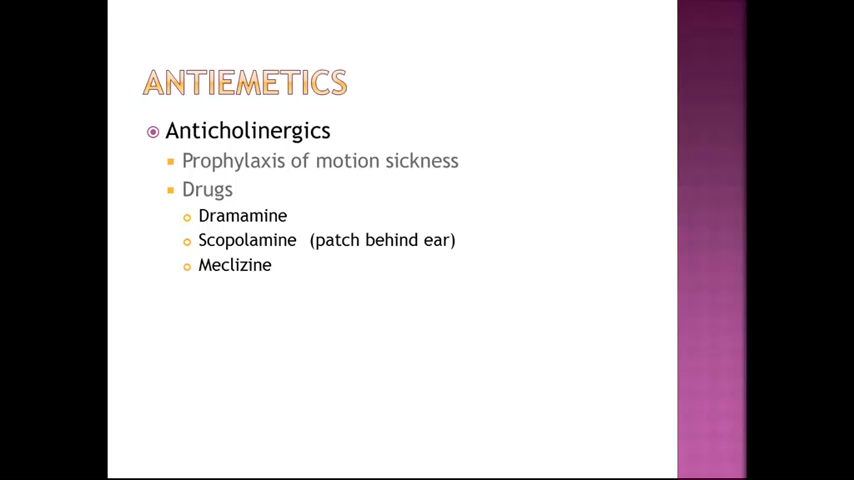 ANTIEMETICS
Anticholinergics
Prophylaxis of motion sickness
Drugs
Dramamine
Scopolamine (patch behind ear)
Meclizine